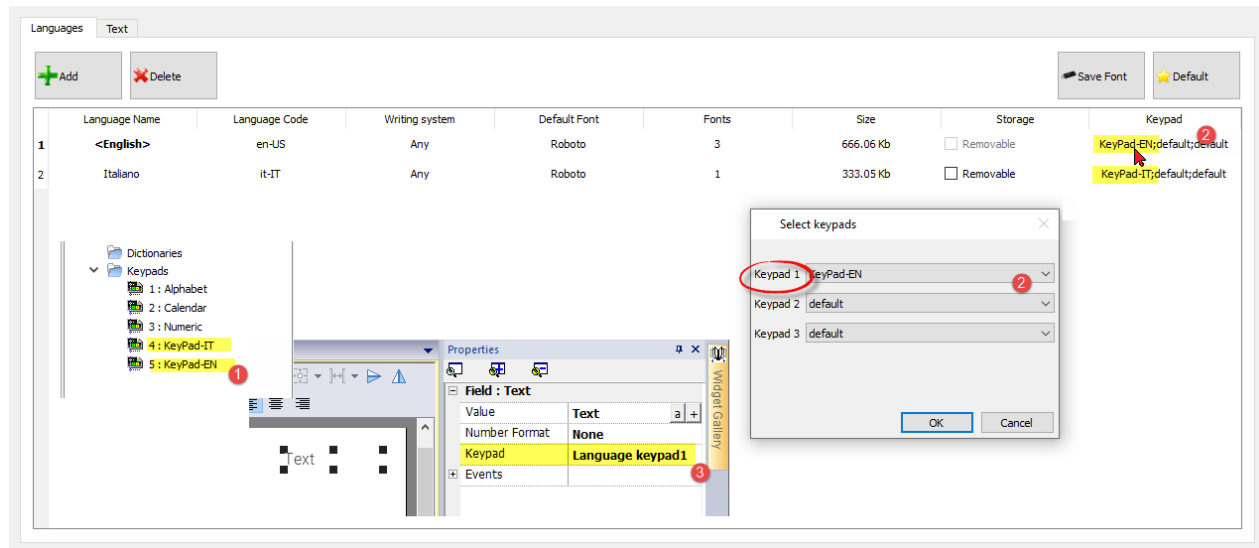 Languages Text
Add Delete Save Font Default
Language Name Language Code Writing system Default Font Fonts Size Storage Keypad
1 <English> en-US Any Roboto 3 666.06 Kb Removable KeyPad-EN;default;default 2
2 Italiano it-IT Any Roboto 1 333.05 Kb Removable KeyPad-IT;default;default
Select keypads
Keypad 1 KeyPad-EN 2
Keypad 2 default
Keypad 3 default
OK Cancel
Dictionaries
Keypads
1 : Alphabet
2 : Calendar
3 : Numeric
4 : KeyPad-IT
5 : KeyPad-EN 1
Text
Properties
Field : Text
Value Text a +
Number Format None
Keypad Language keypad1
Events 3
Widget Gallery